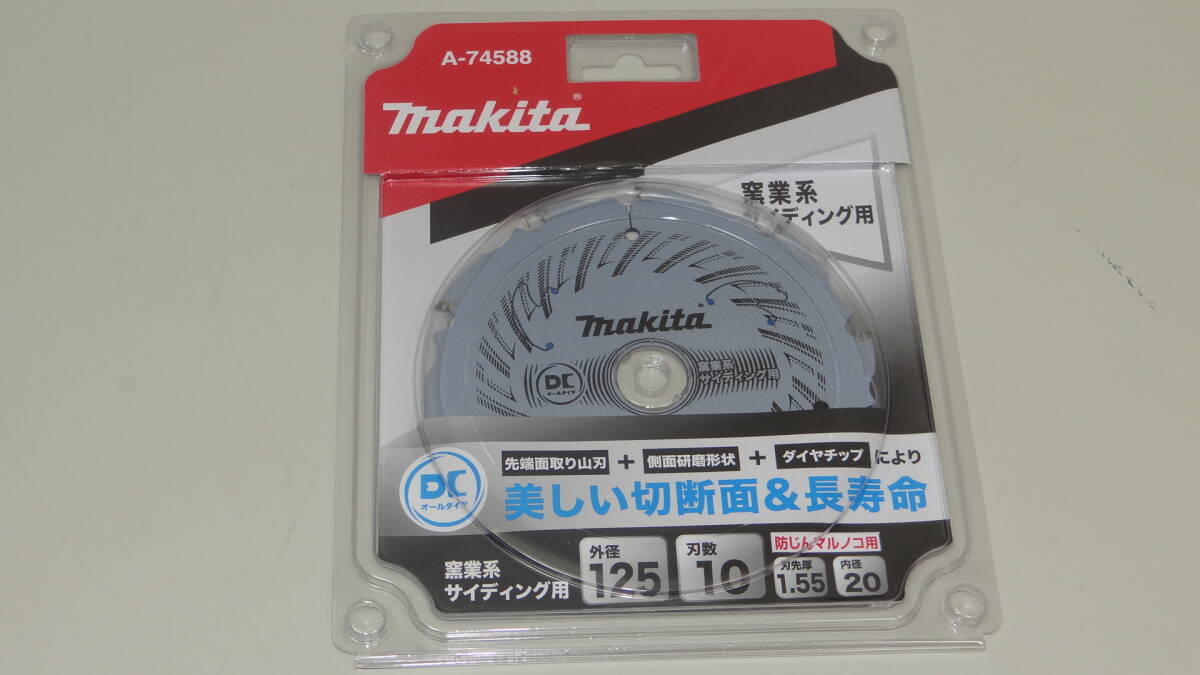 A-74588
makita®
窯業系
サイディング用
makita
DC
オールダイヤ
窯業系
サイディング用
DC
オールダイヤ
先端面取り山刃 + 側面研磨形状 + ダイヤチップ により
美しい切断面&長寿命
窯業系
サイディング用
外径
125
刃数
10
防じんマルノコ用
刃先厚
1.55
内径
20